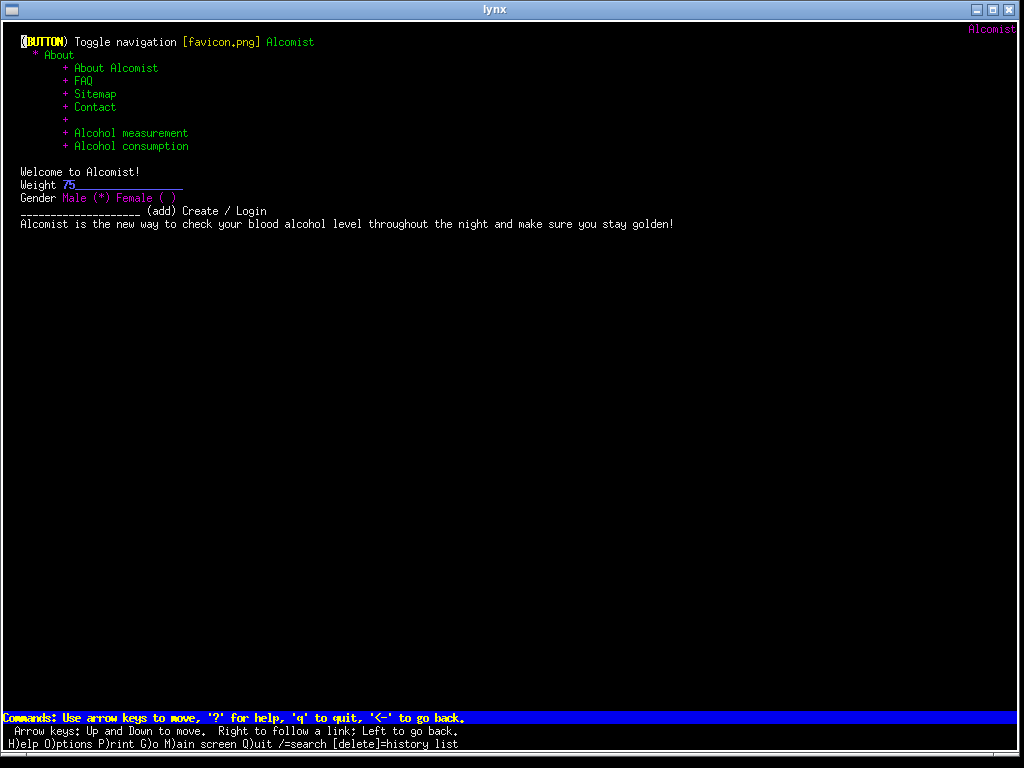 lynx
Alcomist
(BUTTON) Toggle navigation [favicon.png] Alcomist
* About
+ About Alcomist
+ FAQ
+ Sitemap
+ Contact
+
+ Alcohol measurement
+ Alcohol consumption
Welcome to Alcomist!
Weight 75_________________
Gender Male (*) Female ( )
____________________ (add) Create / Login
Alcomist is the new way to check your blood alcohol level throughout the night and make sure you stay golden!
Commands: Use arrow keys to move, '?' for help, 'q' to quit, '<-' to go back.
Arrow keys: Up and Down to move.  Right to follow a link; Left to go back.
H)elp O)ptions P)rint G)o M)ain screen Q)uit /=search [delete]=history list